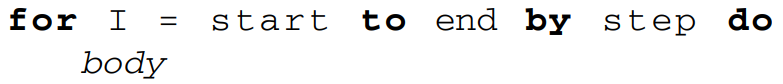 for I = start to end by step do
body